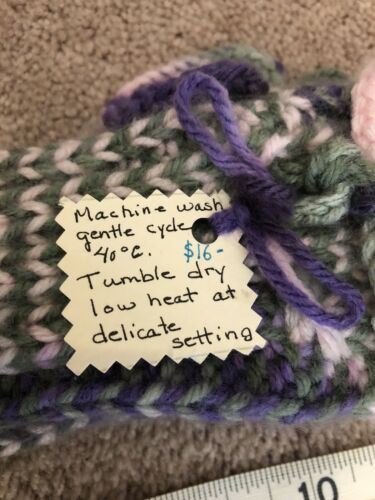 Machine wash
gentle cycle
40°C. $16-
Tumble dry
low heat at
delicate
setting
10